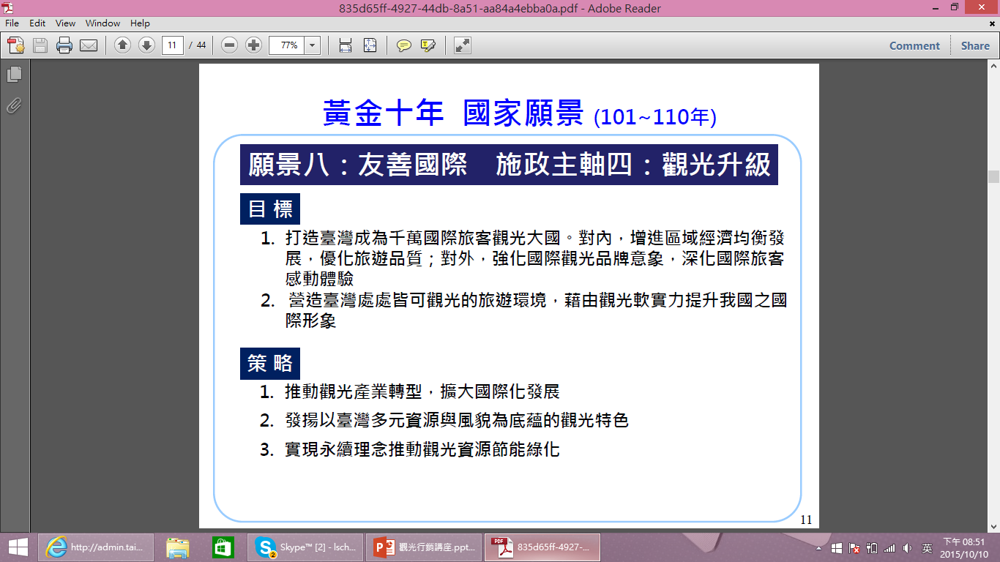 835d65ff-4927-44db-8a51-aa84a4ebba0a.pdf - Adobe Reader
File Edit View Window Help
11 / 44 77% Comment Share
黃金十年 國家願景 (101~110年)
願景八：友善國際 施政主軸四：觀光升級
目 標
1. 打造臺灣成為千萬國際旅客觀光大國。對內，增進區域經濟均衡發
展，優化旅遊品質；對外，強化國際觀光品牌意象，深化國際旅客
感動體驗
2. 營造臺灣處處皆可觀光的旅遊環境，藉由觀光軟實力提升我國之國
際形象
策 略
1. 推動觀光產業轉型，擴大國際化發展
2. 發揚以臺灣多元資源與風貌為底蘊的觀光特色
3. 實現永續理念推動觀光資源節能綠化
11
http://admin.tai... Skype™ [2] - lsch... 觀光行銷講座.ppt... 835d65ff-4927-... 英 下午 08:51
2015/10/10